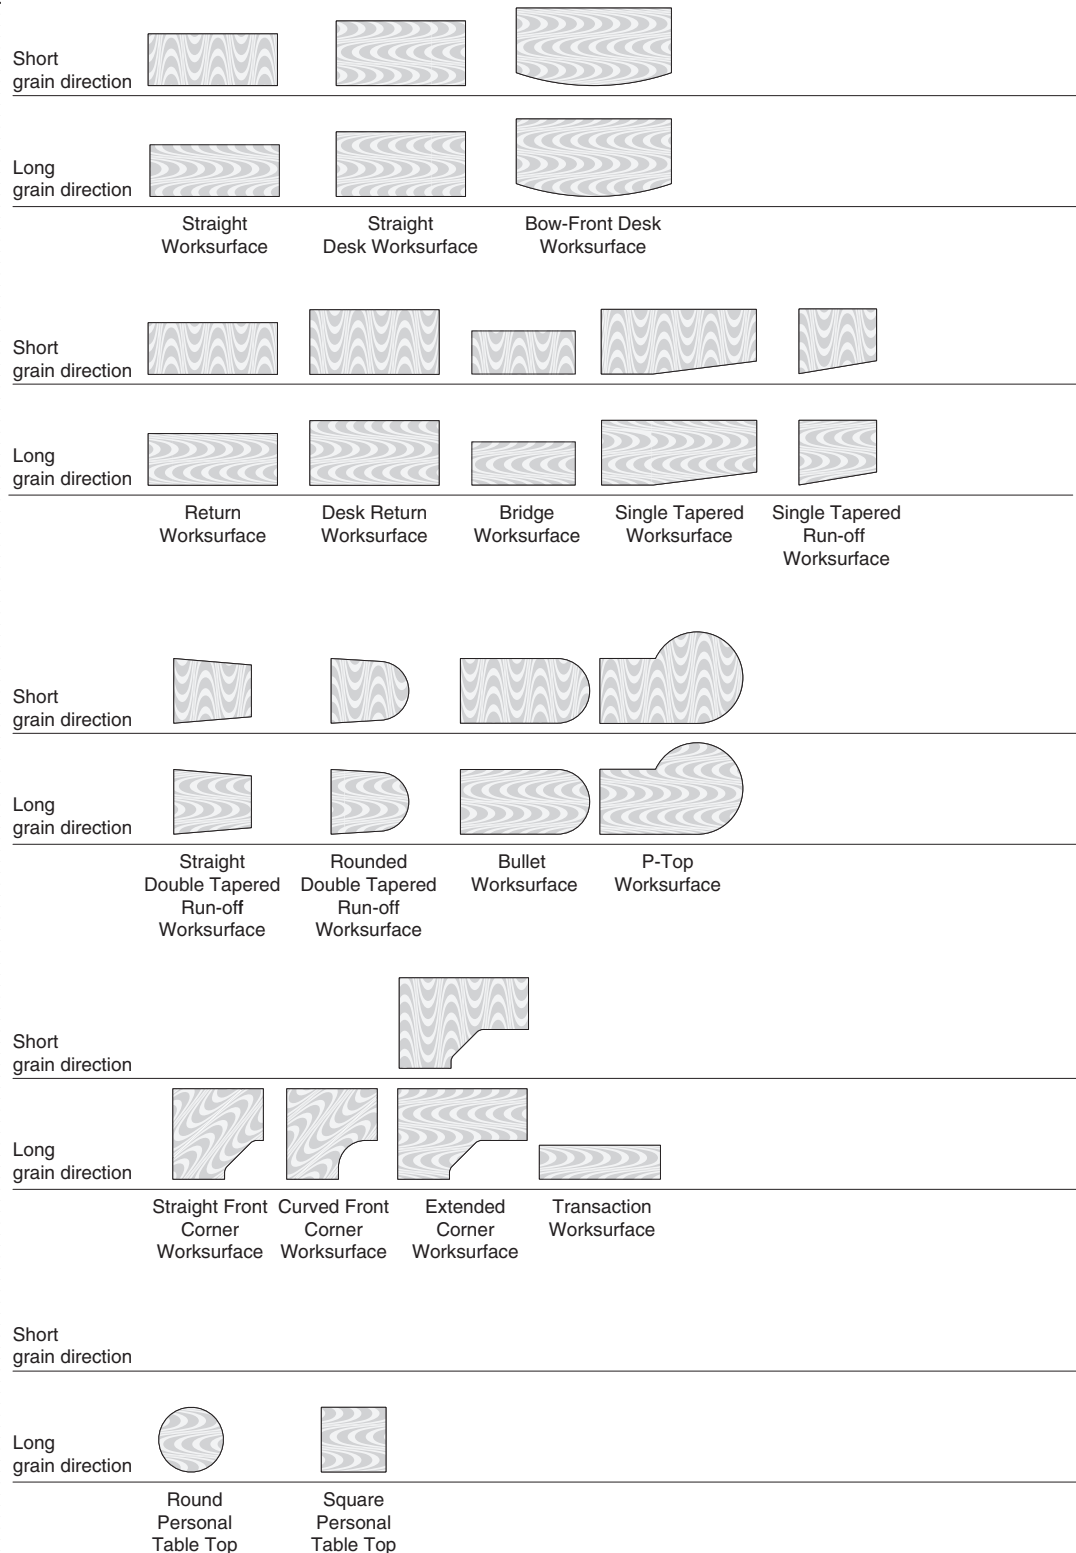 Short
grain direction
Long
grain direction
Straight
Worksurface
Straight
Desk Worksurface
Bow-Front Desk
Worksurface
Short
grain direction
Long
grain direction
Return
Worksurface
Desk Return
Worksurface
Bridge
Worksurface
Single Tapered
Worksurface
Single Tapered
Run-off
Worksurface
Short
grain direction
Long
grain direction
Straight
Double Tapered
Run-off
Worksurface
Rounded
Double Tapered
Run-off
Worksurface
Bullet
Worksurface
P-Top
Worksurface
Short
grain direction
Long
grain direction
Straight Front
Corner
Worksurface
Curved Front
Corner
Worksurface
Extended
Corner
Worksurface
Transaction
Worksurface
Short
grain direction
Long
grain direction
Round
Personal
Table Top
Square
Personal
Table Top